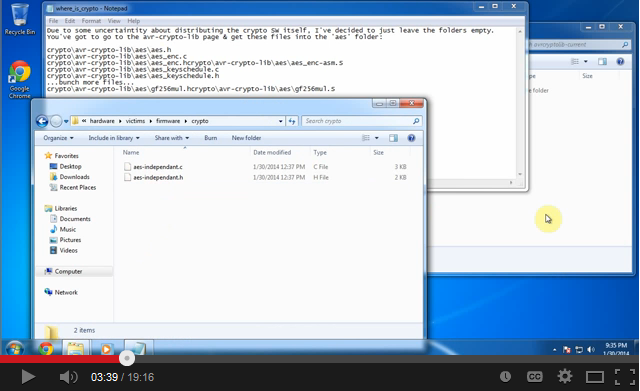 where_is_crypto - Notepad
File Edit Format View Help
Due to some uncertaintity about distributing the crypto SW itself, I've decided to just leave the folders empty.
You've got to go to the avr-crypto-lib page & get these files into the 'aes' folder:
crypto\avr-crypto-lib\aes\aes.h
crypto\avr-crypto-lib\aes\aes_enc.c
crypto\avr-crypto-lib\aes\aes_enc.hcrypto\avr-crypto-lib\aes\aes_enc-asm.S
crypto\avr-crypto-lib\aes\aes_keyschedule.c
crypto\avr-crypto-lib\aes\aes_keyschedule.h
...bunch more files...
crypto\avr-crypto-lib\aes\gf256mul.hcrypto\avr-crypto-lib\aes\gf256mul.S
Recycle Bin
Google
Chrome
avrcryptolib-current
hardware victims firmware crypto
Search crypto
Organize Include in library Share with Burn New folder
Name Date modified Type Size
Favorites
Desktop
Downloads
Recent Places
Libraries
Documents
Music
Pictures
Videos
Computer
Network
aes-independant.c 1/30/2014 12:37 PM C File 3 KB
aes-independant.h 1/30/2014 12:37 PM H File 2 KB
2 items
9:35 PM
1/30/2014
03:39 / 19:16
CC